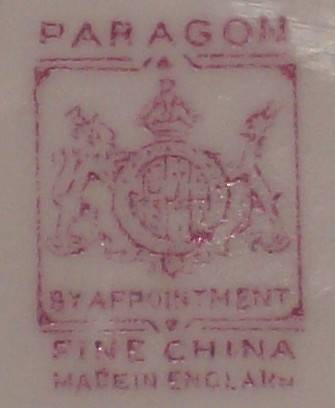 PARAGON
BY APPOINTMENT
FINE CHINA
MADE IN ENGLAND